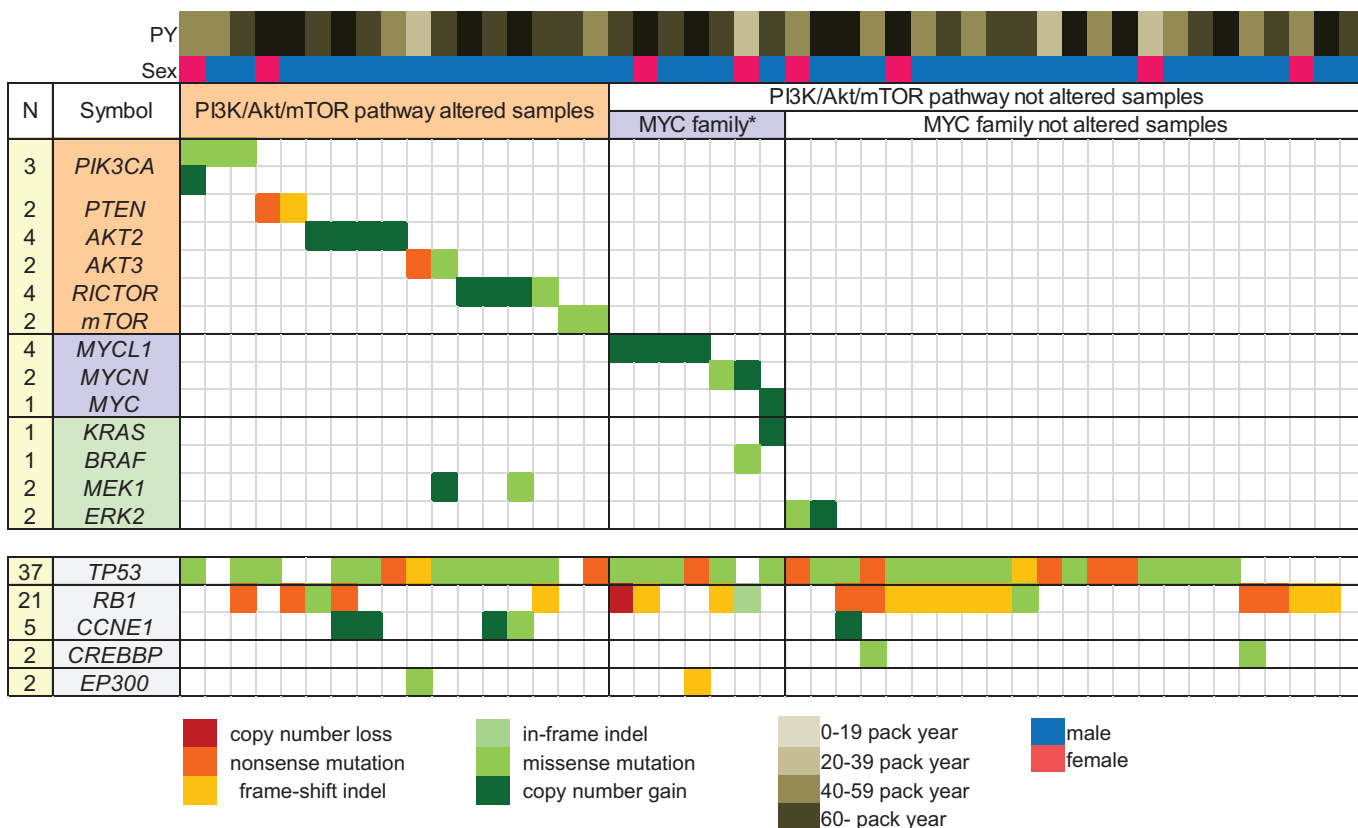 PY
Sex
N Symbol PI3K/Akt/mTOR pathway altered samples PI3K/Akt/mTOR pathway not altered samples
MYC family* MYC family not altered samples
3 PIK3CA
2 PTEN
4 AKT2
2 AKT3
4 RICTOR
2 mTOR
4 MYCL1
2 MYCN
1 MYC
1 KRAS
1 BRAF
2 MEK1
2 ERK2
37 TP53
21 RB1
5 CCNE1
2 CREBBP
2 EP300
copy number loss in-frame indel 0-19 pack year male
nonsense mutation missense mutation 20-39 pack year female
frame-shift indel copy number gain 40-59 pack year
60- pack year